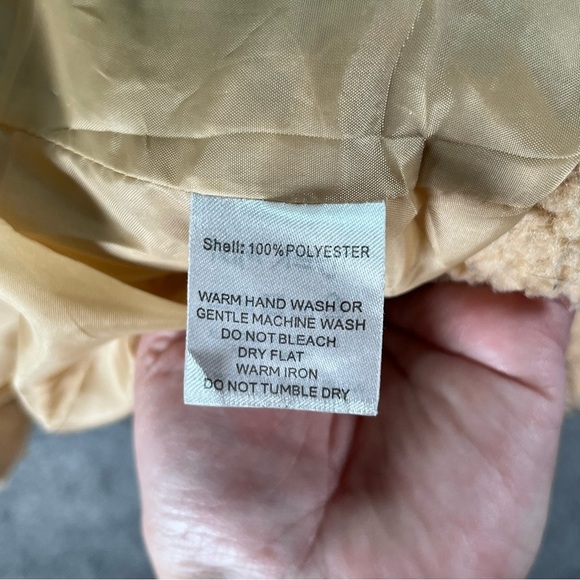 Shell: 100%POLYESTER
WARM HAND WASH OR
GENTLE MACHINE WASH
DO NOT BLEACH
DRY FLAT
WARM IRON
DO NOT TUMBLE DRY